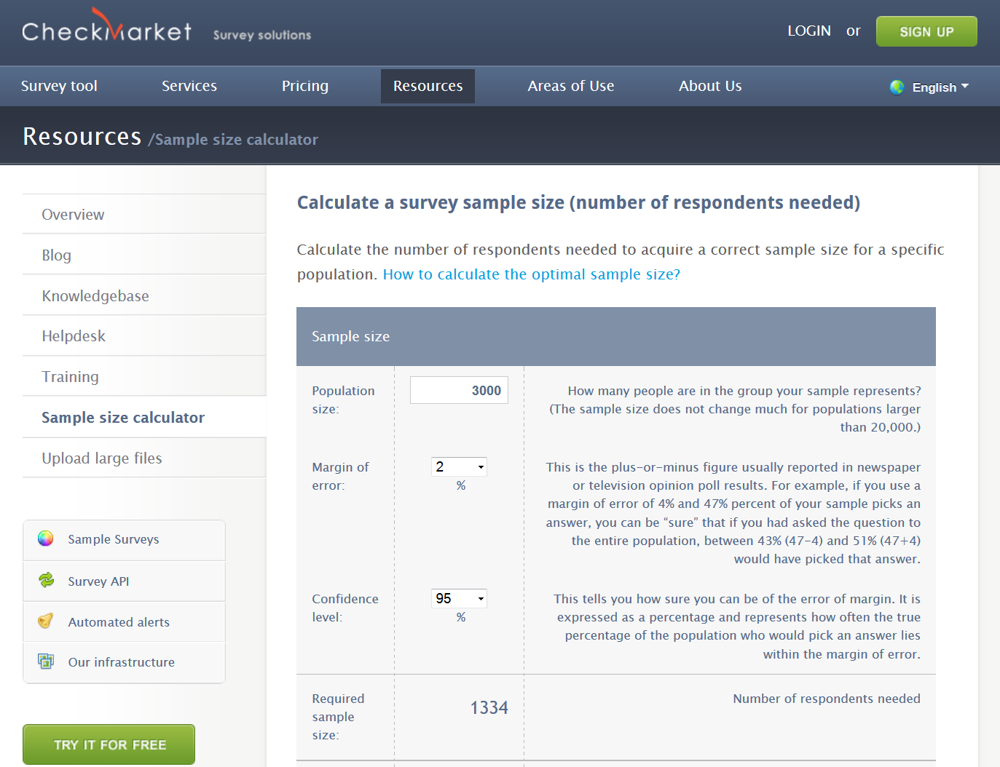 CheckMarket Survey solutions
LOGIN or SIGN UP
Survey tool Services Pricing Resources Areas of Use About Us English
Resources /Sample size calculator
Overview
Blog
Knowledgebase
Helpdesk
Training
Sample size calculator
Upload large files
Sample Surveys
Survey API
Automated alerts
Our infrastructure
TRY IT FOR FREE
Calculate a survey sample size (number of respondents needed)
Calculate the number of respondents needed to acquire a correct sample size for a specific
population. How to calculate the optimal sample size?
Sample size
Population
size:
3000
How many people are in the group your sample represents?
(The sample size does not change much for populations larger
than 20,000.)
Margin of
error:
2
%
This is the plus-or-minus figure usually reported in newspaper
or television opinion poll results. For example, if you use a
margin of error of 4% and 47% percent of your sample picks an
answer, you can be “sure” that if you had asked the question to
the entire population, between 43% (47-4) and 51% (47+4)
would have picked that answer.
Confidence
level:
95
%
This tells you how sure you can be of the error of margin. It is
expressed as a percentage and represents how often the true
percentage of the population who would pick an answer lies
within the margin of error.
Required
sample
size:
1334
Number of respondents needed